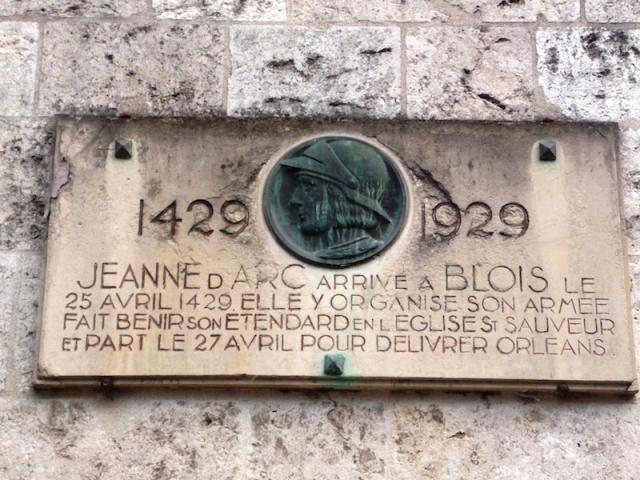 1429 1929
JEANNE D ARC ARRIVE A BLOIS LE
25 AVRIL 1429 ELLE Y ORGANISE SON ARMEE
FAIT BENIR SON ETENDARD EN L EGLISE ST SAUVEUR
ET PART LE 27 AVRIL POUR DELIVRER ORLEANS.